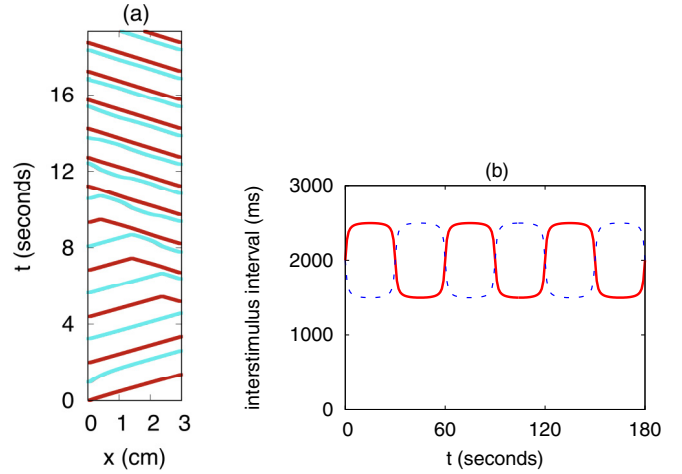 (a)
16
12
8
4
0
t (seconds)
0 1 2 3
x (cm)
(b)
3000
2000
1000
0
interstimulus interval (ms)
0 60 120 180
t (seconds)